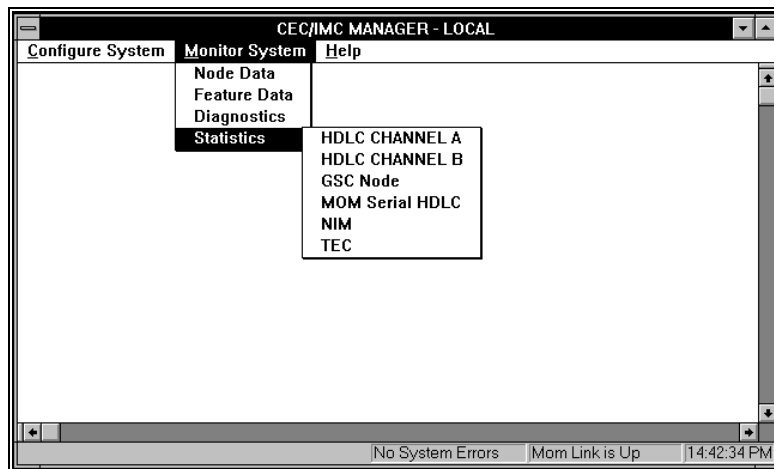 CEC/IMC MANAGER - LOCAL
Configure System Monitor System Help
Node Data
Feature Data
Diagnostics
Statistics
HDLC CHANNEL A
HDLC CHANNEL B
GSC Node
MOM Serial HDLC
NIM
TEC
No System Errors Mom Link is Up 14:42:34 PM